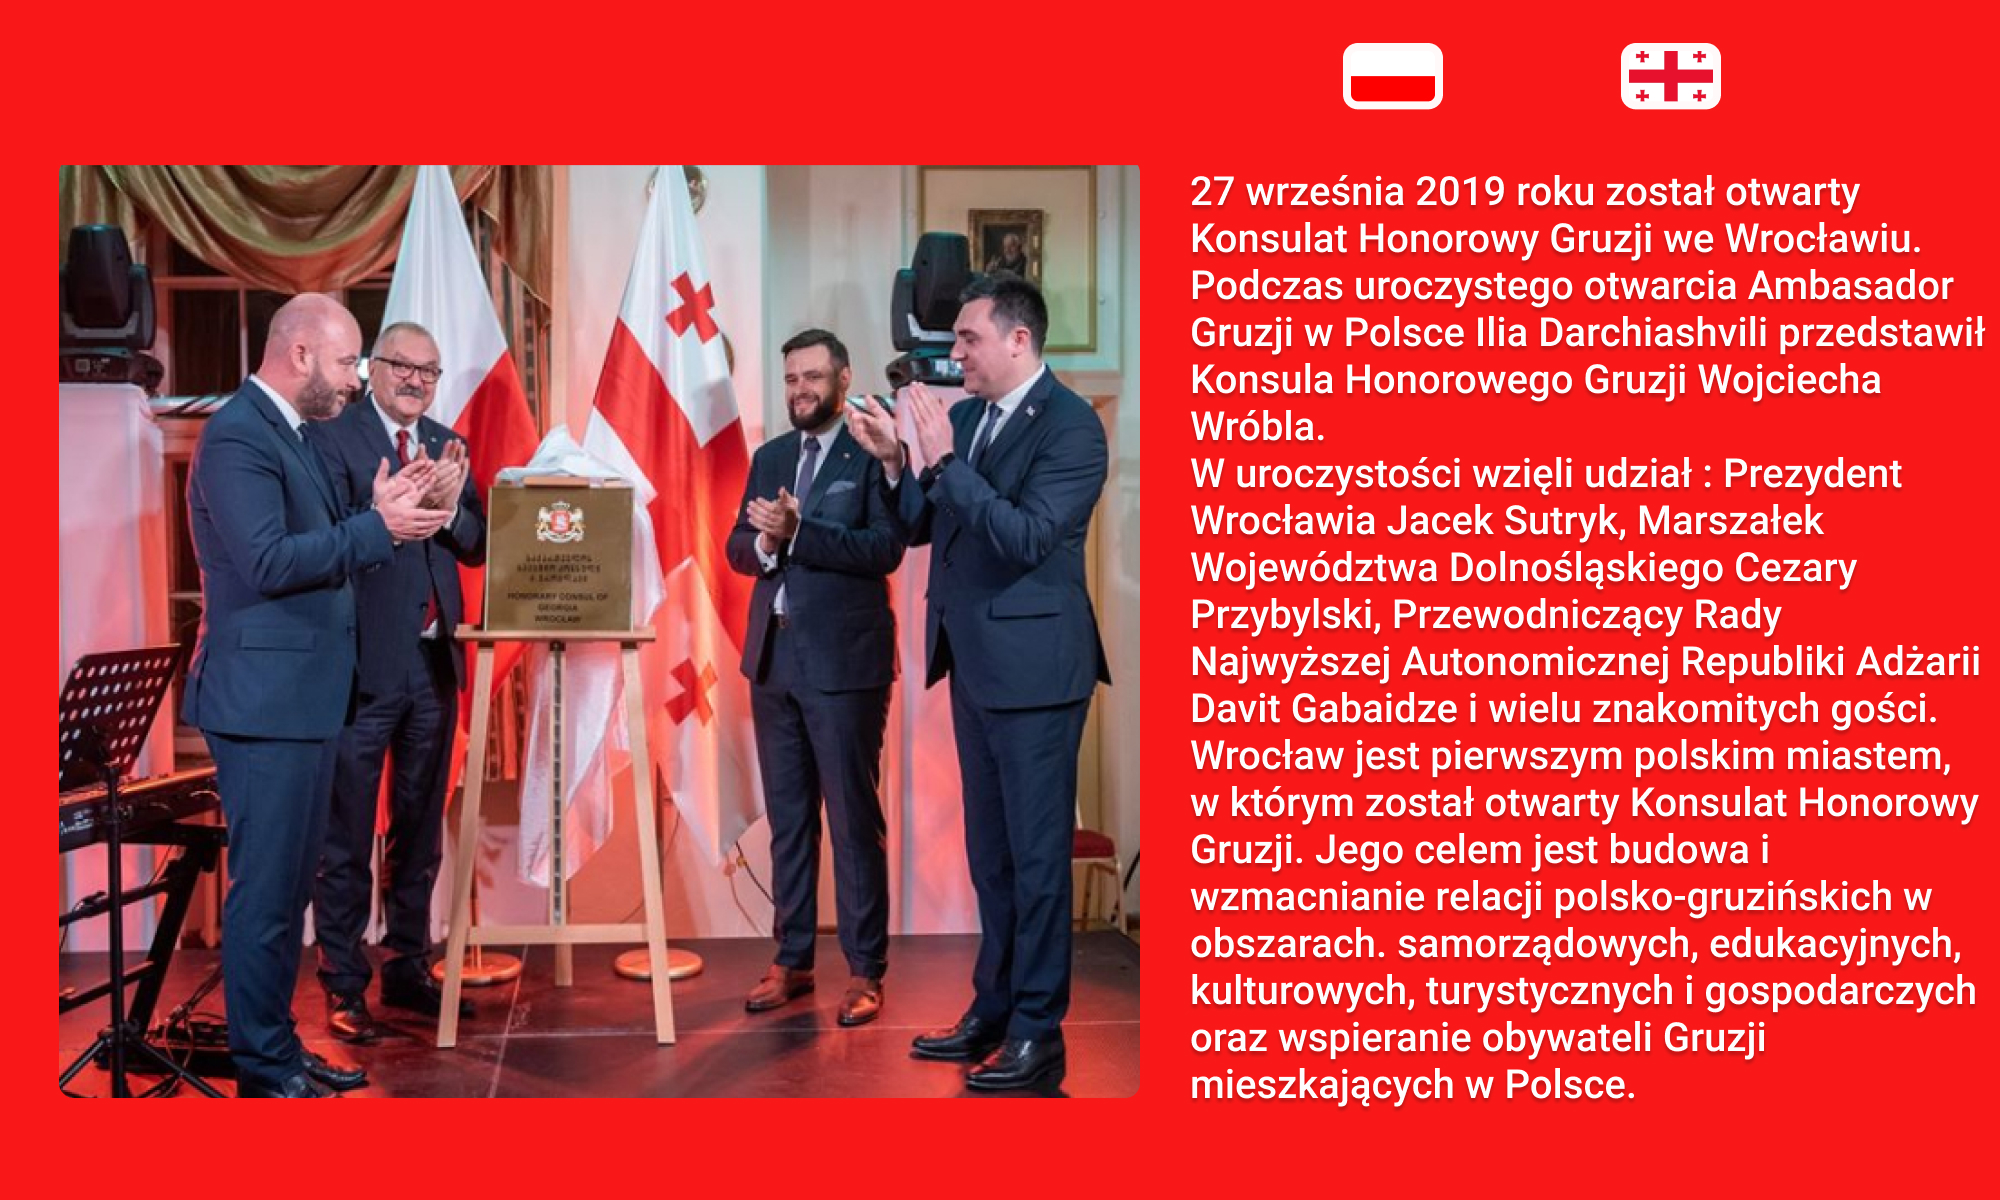 27 września 2019 roku został otwarty
Konsulat Honorowy Gruzji we Wrocławiu.
Podczas uroczystego otwarcia Ambasador
Gruzji w Polsce Ilia Darchiashvili przedstawił
Konsula Honorowego Gruzji Wojciecha
Wróbla.
W uroczystości wzięli udział : Prezydent
Wrocławia Jacek Sutryk, Marszałek
Województwa Dolnośląskiego Cezary
Przybylski, Przewodniczący Rady
Najwyższej Autonomicznej Republiki Adżarii
Davit Gabaidze i wielu znakomitych gości.
Wrocław jest pierwszym polskim miastem,
w którym został otwarty Konsulat Honorowy
Gruzji. Jego celem jest budowa i
wzmacnianie relacji polsko-gruzińskich w
obszarach. samorządowych, edukacyjnych,
kulturowych, turystycznych i gospodarczych
oraz wspieranie obywateli Gruzji
mieszkających w Polsce.
HONORARY CONSUL OF
GEORGIA
WROCŁAW